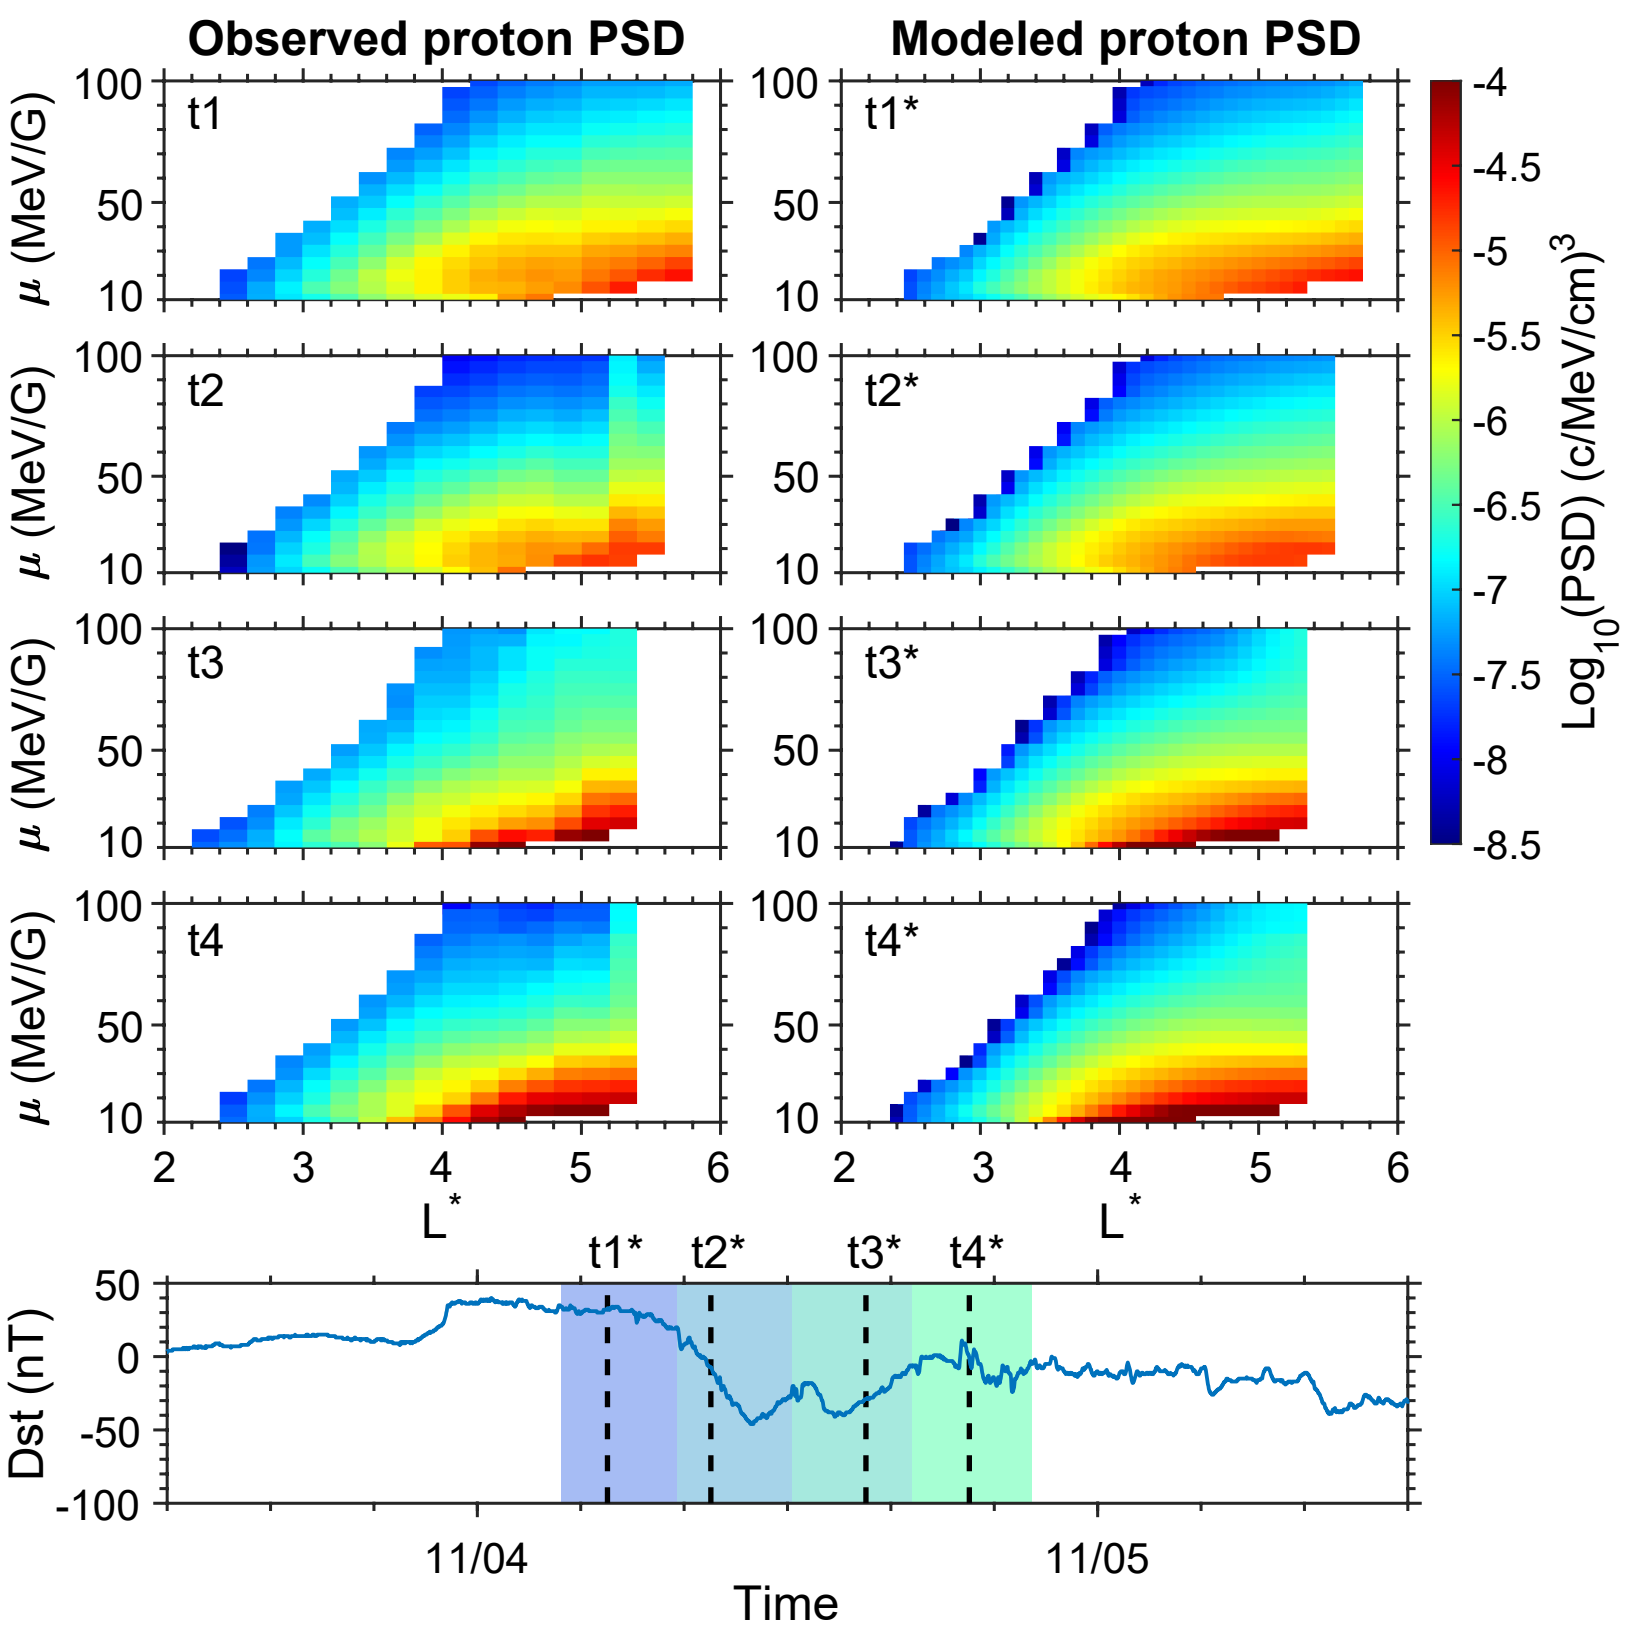 Observed proton PSD
Modeled proton PSD
100
50
10
μ (MeV/G)
t1
100
50
10
t1*
100
50
10
μ (MeV/G)
t2
100
50
10
t2*
100
50
10
μ (MeV/G)
t3
100
50
10
t3*
100
50
10
μ (MeV/G)
t4
100
50
10
t4*
2 3 4 5 6
L*
2 3 4 5 6
L*
-4
-4.5
-5
-5.5
-6
-6.5
-7
-7.5
-8
-8.5
Log10(PSD) (c/MeV/cm)3
t1* t2* t3* t4*
50
0
-50
-100
Dst (nT)
11/04 11/05
Time